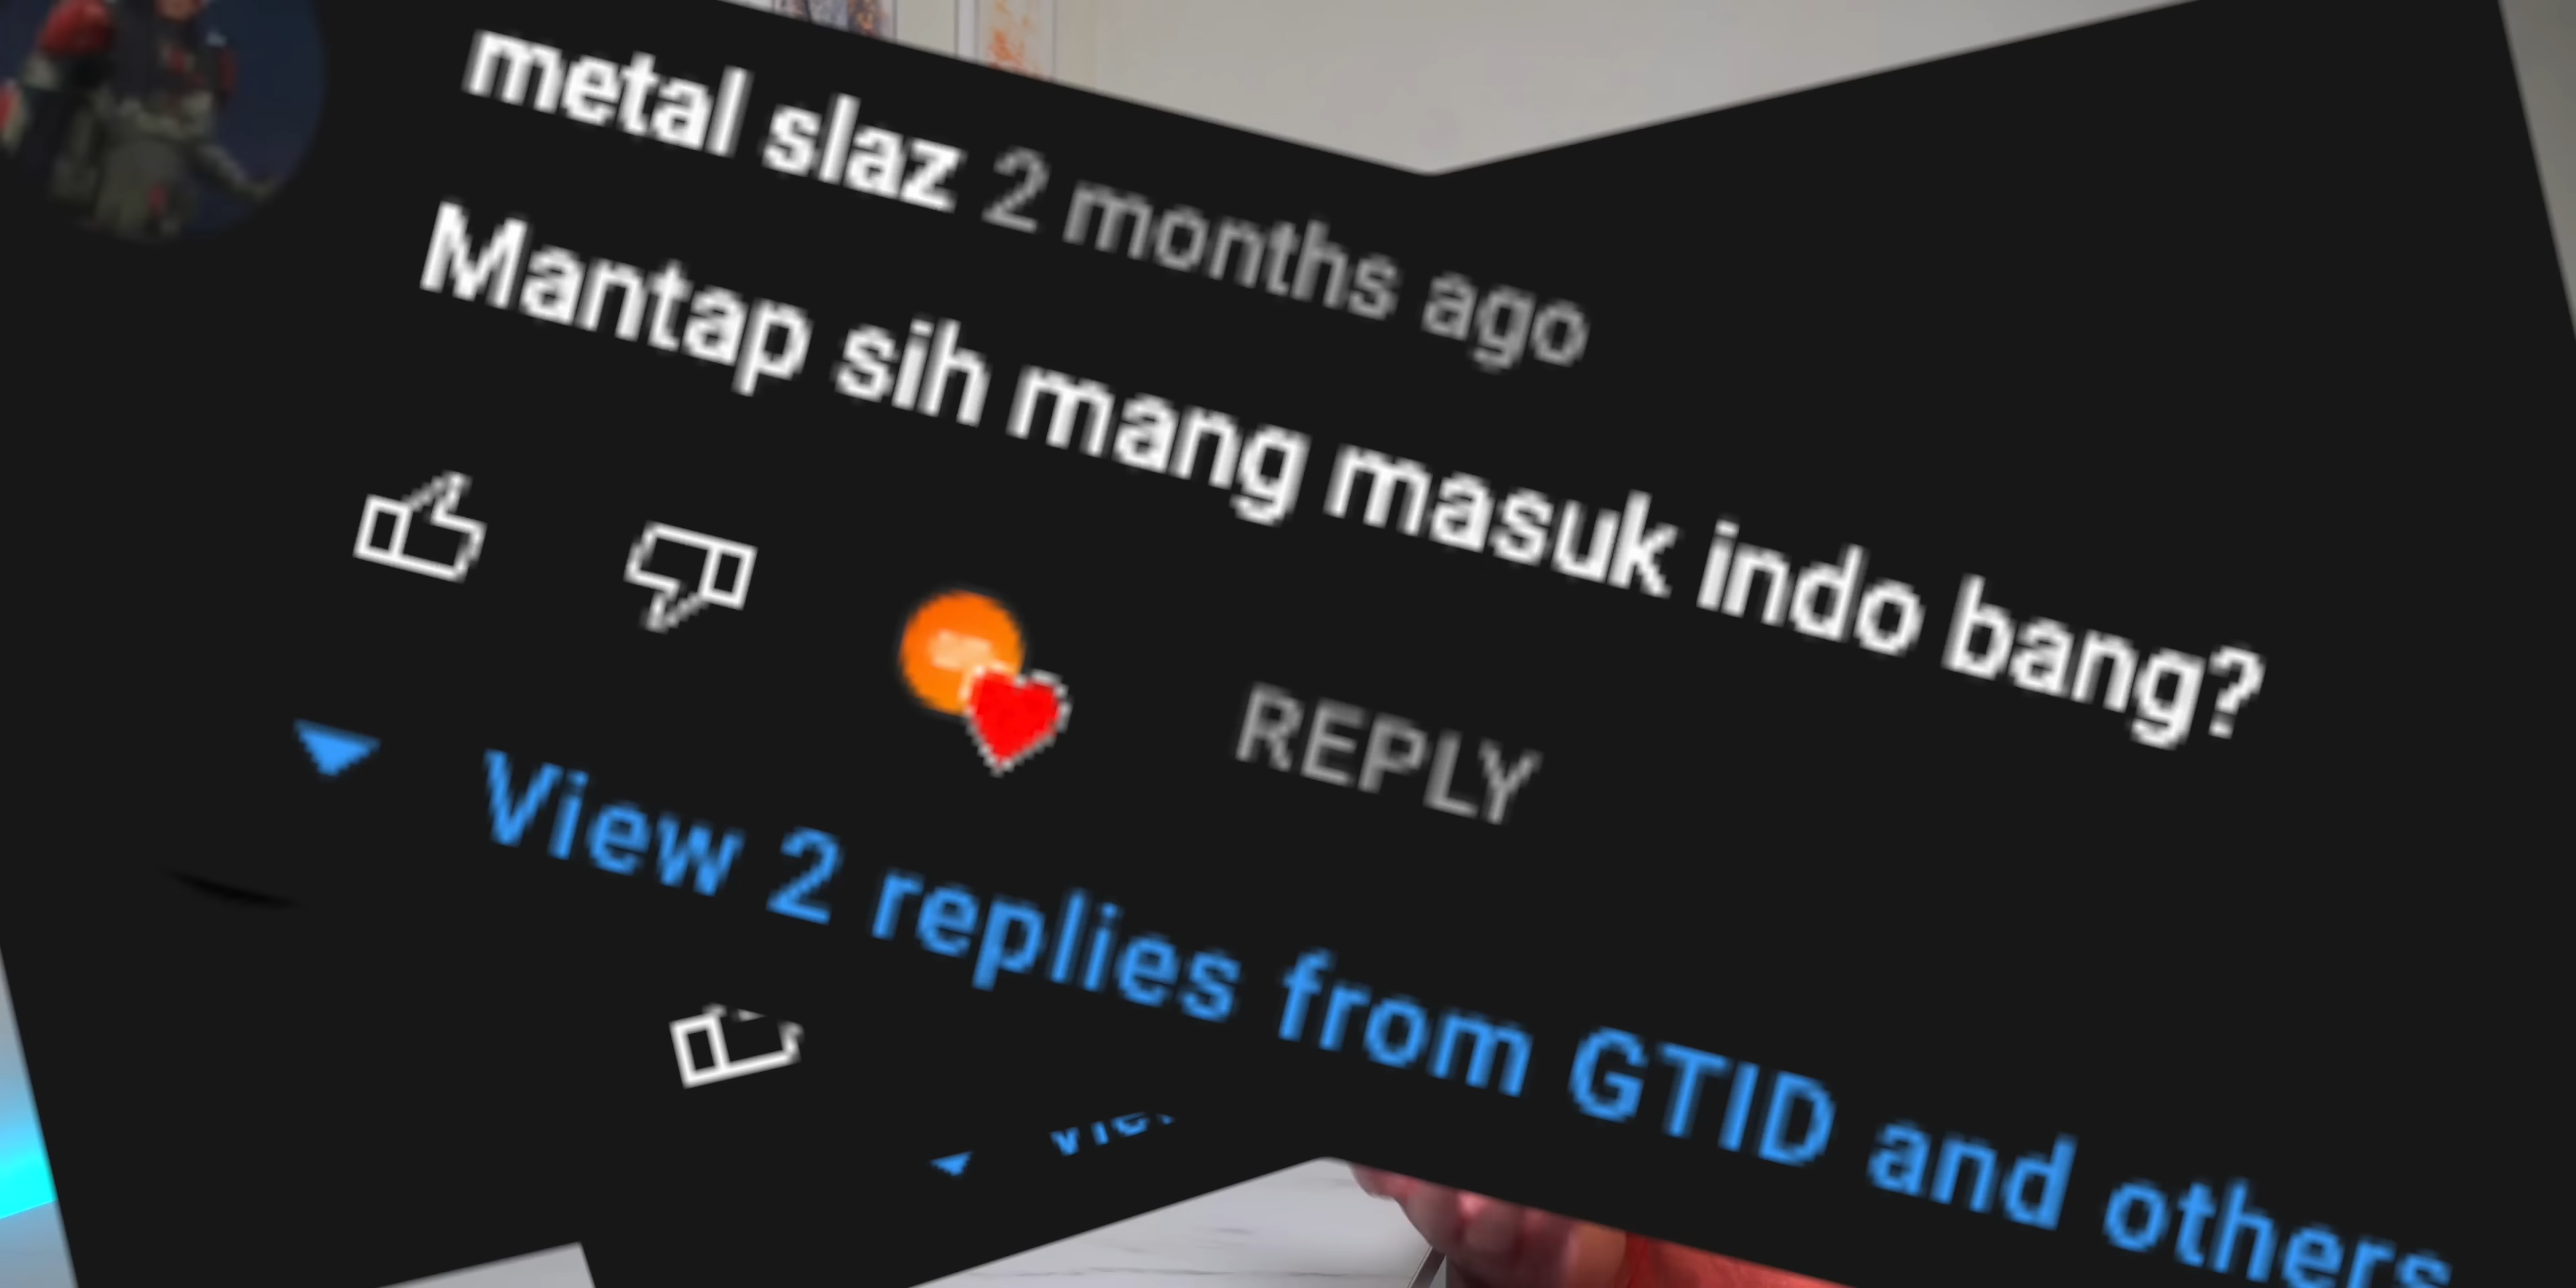 metal slaz 2 months ago
Mantap sih mang masuk indo bang?
REPLY
View 2 replies from GTID and others